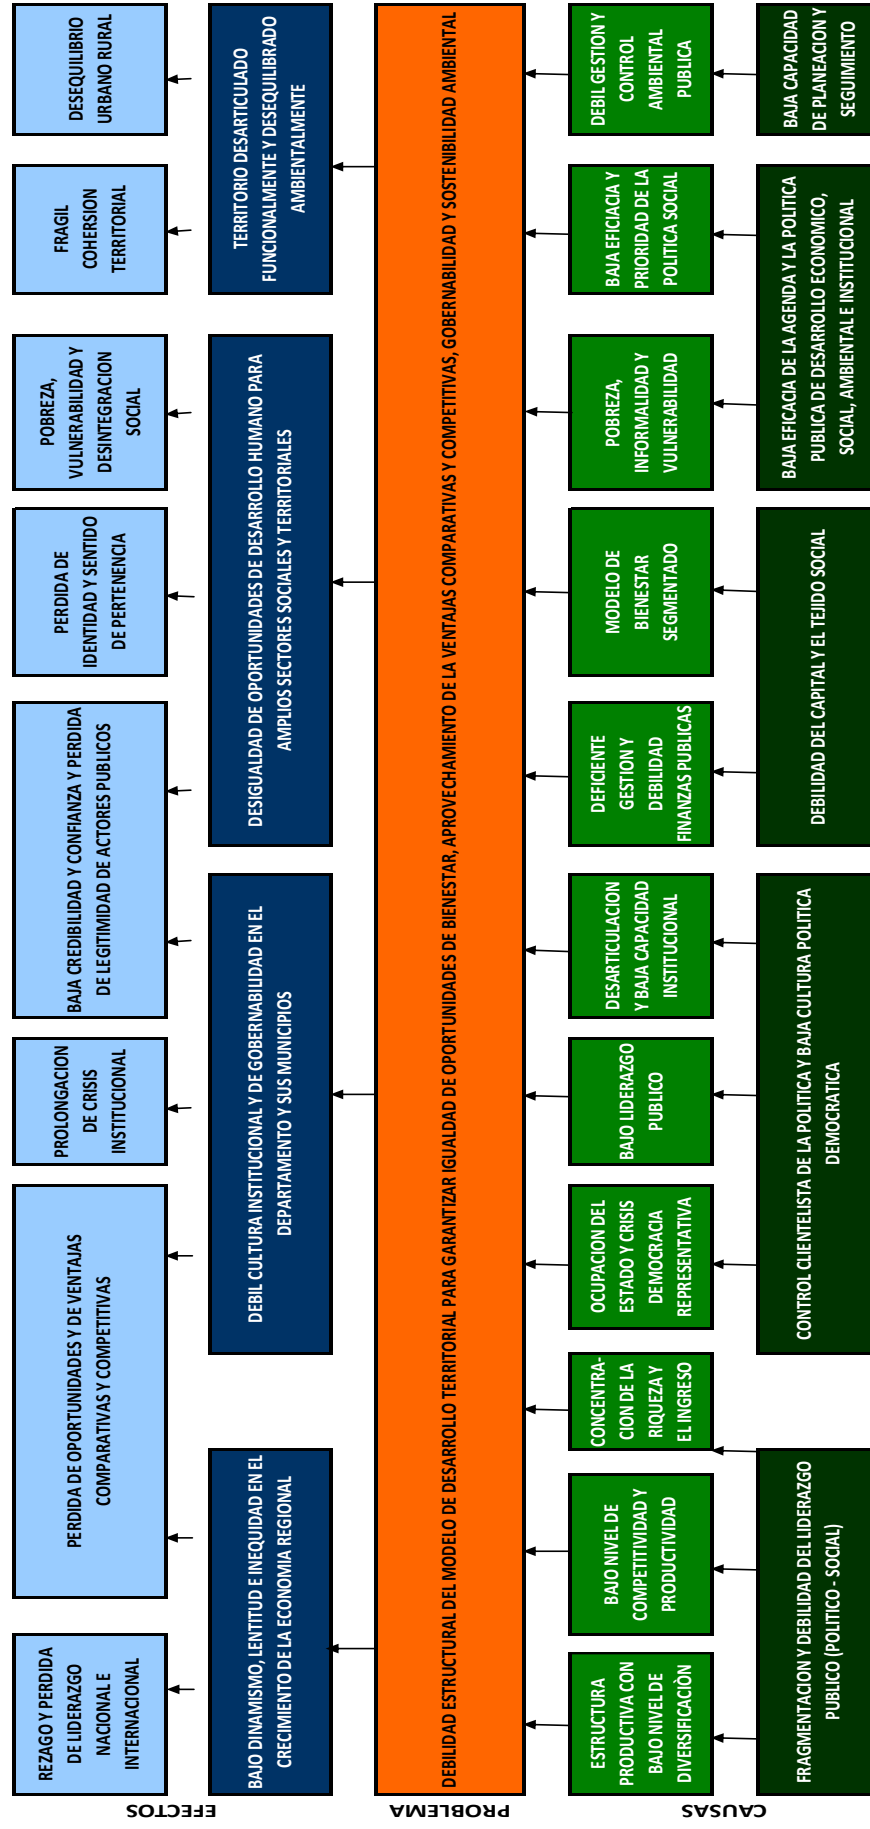 EFECTOS
REZAGO Y PERDIDA
DE LIDERAZGO
NACIONAL E
INTERNACIONAL
PERDIDA DE OPORTUNIDADES Y DE VENTAJAS
COMPARATIVAS Y COMPETITIVAS
PROLONGACION
DE CRISIS
INSTITUCIONAL
BAJA CREDIBILIDAD Y CONFIANZA Y PERDIDA
DE LEGITIMIDAD DE ACTORES PUBLICOS
PERDIDA DE
IDENTIDAD Y SENTIDO
DE PERTENENCIA
POBREZA,
VULNERABILIDAD Y
DESINTEGRACION
SOCIAL
FRAGIL
COHERSION
TERRITORIAL
DESEQUILIBRIO
URBANO RURAL
BAJO DINAMISMO, LENTITUD E INEQUIDAD EN EL
CRECIMIENTO DE LA ECONOMIA REGIONAL
DEBIL CULTURA INSTITUCIONAL Y DE GOBERNABILIDAD EN EL
DEPARTAMENTO Y SUS MUNICIPIOS
DESIGUALDAD DE OPORTUNIDADES DE DESARROLLO HUMANO PARA
AMPLIOS SECTORES SOCIALES Y TERRITORIALES
TERRITORIO DESARTICULADO
FUNCIONALMENTE Y DESEQUILIBRADO
AMBIENTALMENTE
PROBLEMA
DEBILIDAD ESTRUCTURAL DEL MODELO DE DESARROLLO TERRITORIAL PARA GARANTIZAR IGUALDAD DE OPORTUNIDADES DE BIENESTAR, APROVECHAMIENTO DE LA VENTAJAS COMPARATIVAS Y COMPETITIVAS, GOBERNABILIDAD Y SOSTENIBILIDAD AMBIENTAL
CAUSAS
ESTRUCTURA
PRODUCTIVA CON
BAJO NIVEL DE
DIVERSIFICACIÒN
BAJO NIVEL DE
COMPETITIVIDAD Y
PRODUCTIVIDAD
CONCENTRA-
CION DE LA
RIQUEZA Y
EL INGRESO
OCUPACION DEL
ESTADO Y CRISIS
DEMOCRACIA
REPRESENTATIVA
BAJO LIDERAZGO
PUBLICO
DESARTICULACION
Y BAJA CAPACIDAD
INSTITUCIONAL
DEFICIENTE
GESTION Y
DEBILIDAD
FINANZAS PUBLICAS
MODELO DE
BIENESTAR
SEGMENTADO
POBREZA,
INFORMALIDAD Y
VULNERABILIDAD
BAJA EFICIACIA Y
PRIORIDAD DE LA
POLITICA SOCIAL
DEBIL GESTION Y
CONTROL
AMBIENTAL
PUBLICA
FRAGMENTACION Y DEBILIDAD DEL LIDERAZGO
PUBLICO (POLITICO - SOCIAL)
CONTROL CLIENTELISTA DE LA POLITICA Y BAJA CULTURA POLITICA
DEMOCRATICA
DEBILIDAD DEL CAPITAL Y EL TEJIDO SOCIAL
BAJA EFICACIA DE LA AGENDA Y LA POLITICA
PUBLICA DE DESARROLLO ECONOMICO,
SOCIAL, AMBIENTAL E INSTITUCIONAL
BAJA CAPACIDAD
DE PLANEACION Y
SEGUIMIENTO